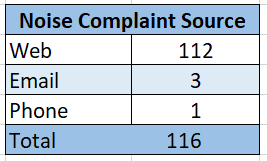 Noise Complaint Source
Web 112
Email 3
Phone 1
Total 116